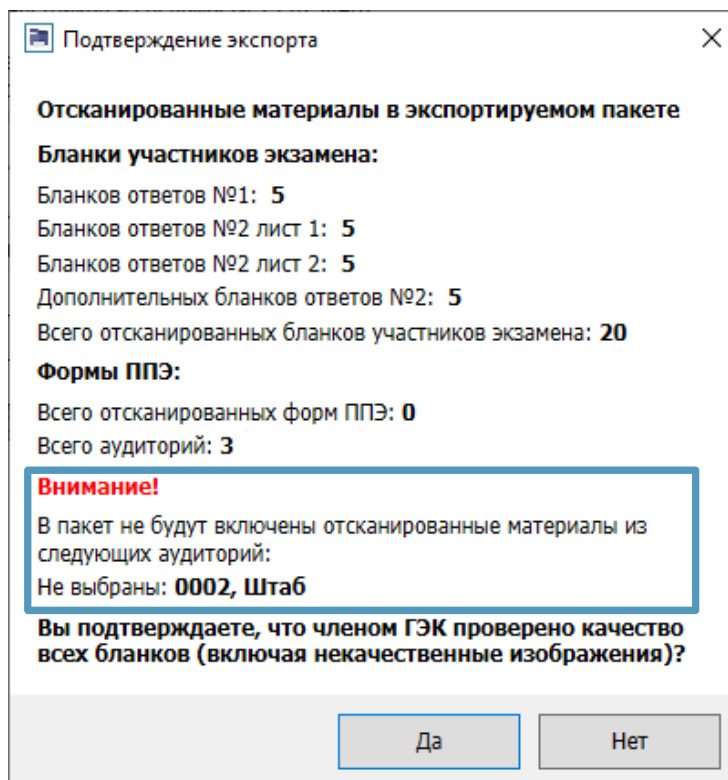 Подтверждение экспорта
Отсканированные материалы в экспортируемом пакете
Бланки участников экзамена:
Бланков ответов №1: 5
Бланков ответов №2 лист 1: 5
Бланков ответов №2 лист 2: 5
Дополнительных бланков ответов №2: 5
Всего отсканированных бланков участников экзамена: 20
Формы ППЭ:
Всего отсканированных форм ППЭ: 0
Всего аудиторий: 3
Внимание!
В пакет не будут включены отсканированные материалы из
следующих аудиторий:
Не выбраны: 0002, Штаб
Вы подтверждаете, что членом ГЭК проверено качество
всех бланков (включая некачественные изображения)?
Да
Нет